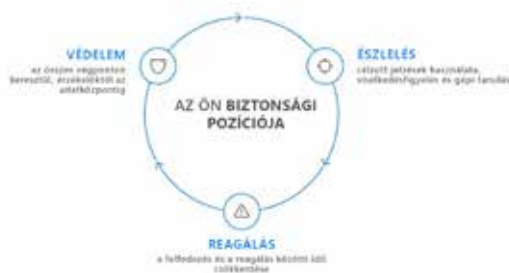 VÉDELEM
az összes végponton
keresztül, érzékelőktől az
adatközpontig
ÉSZLELÉS
célzott jelzések használata,
viselkedésfigyelés és gépi tanulás
AZ ÖN BIZTONSÁGI
POZÍCIÓJA
REAGÁLÁS
a felfedezés és a reagálás közötti idő
csökkentése